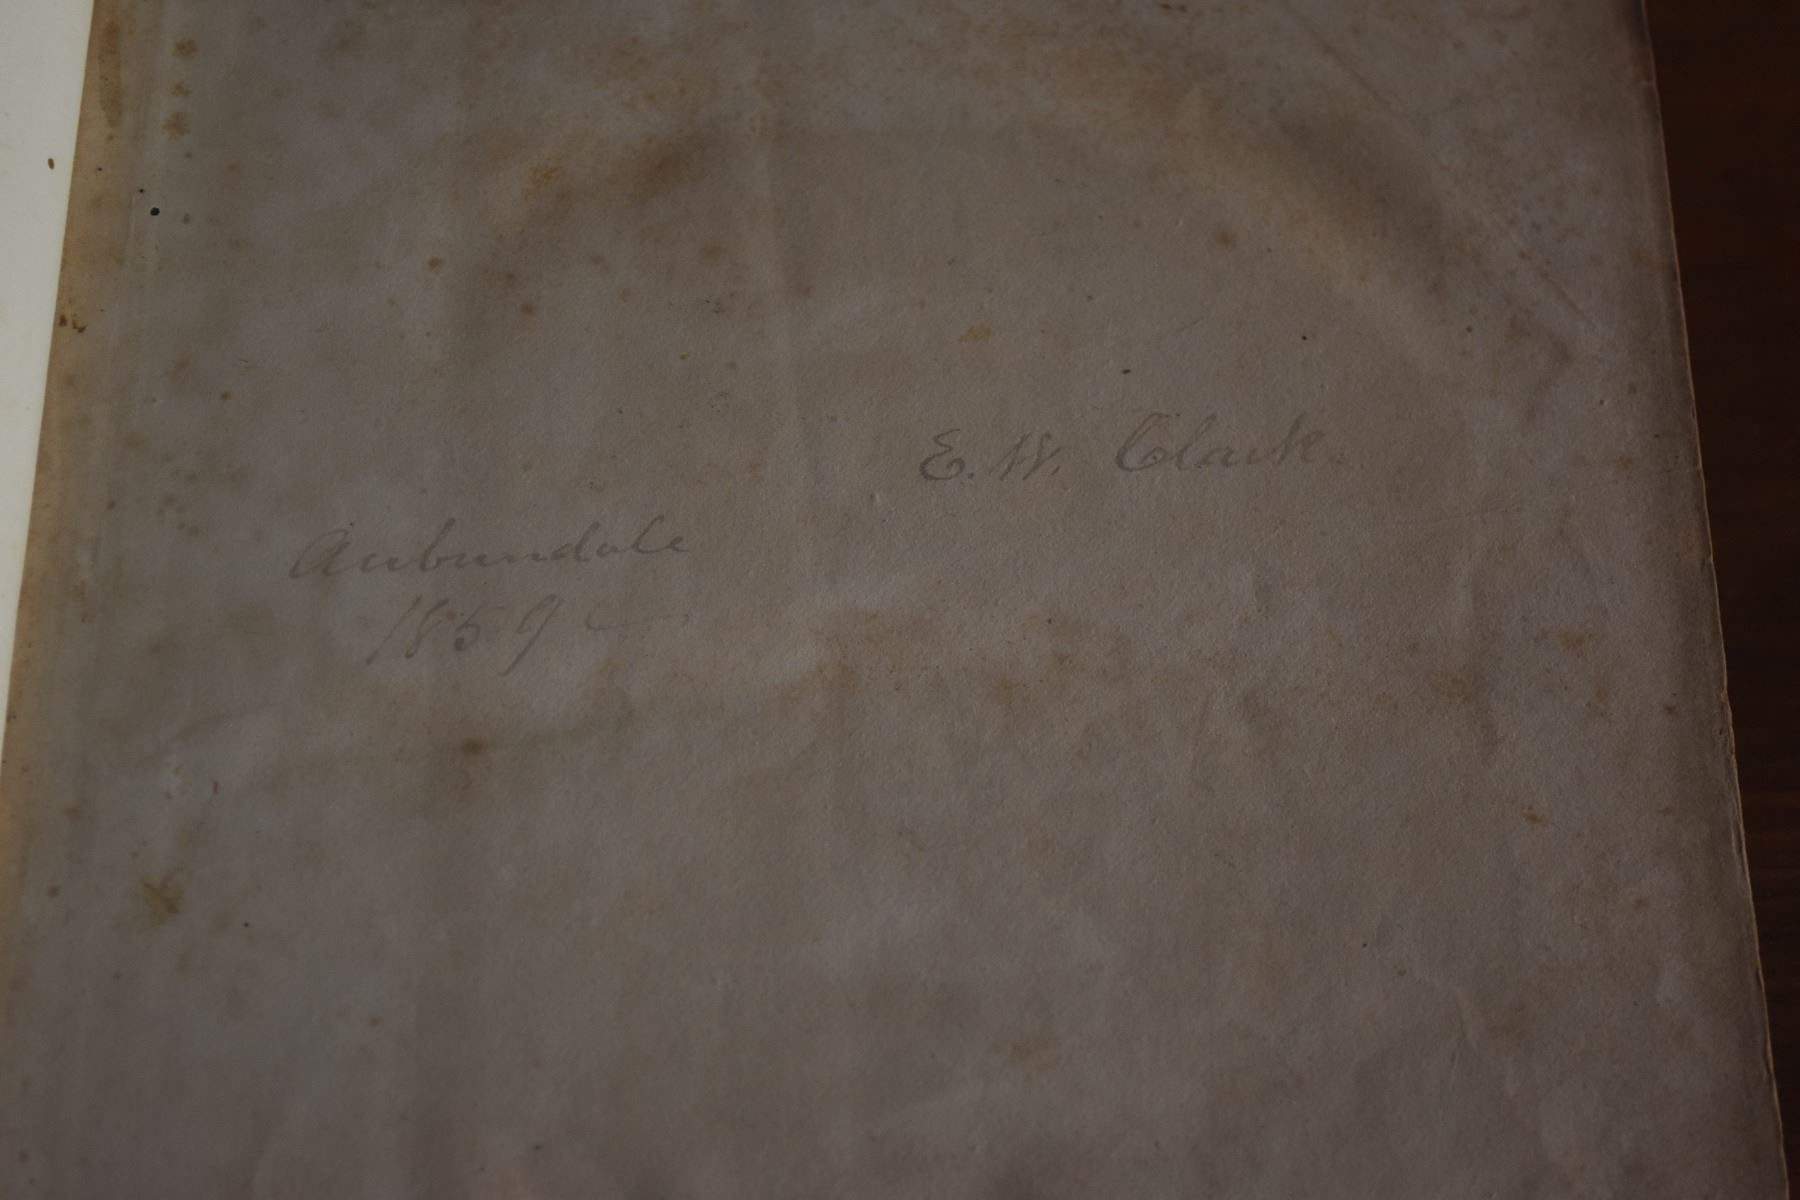 E. W. Clark.
Auburndale
1859